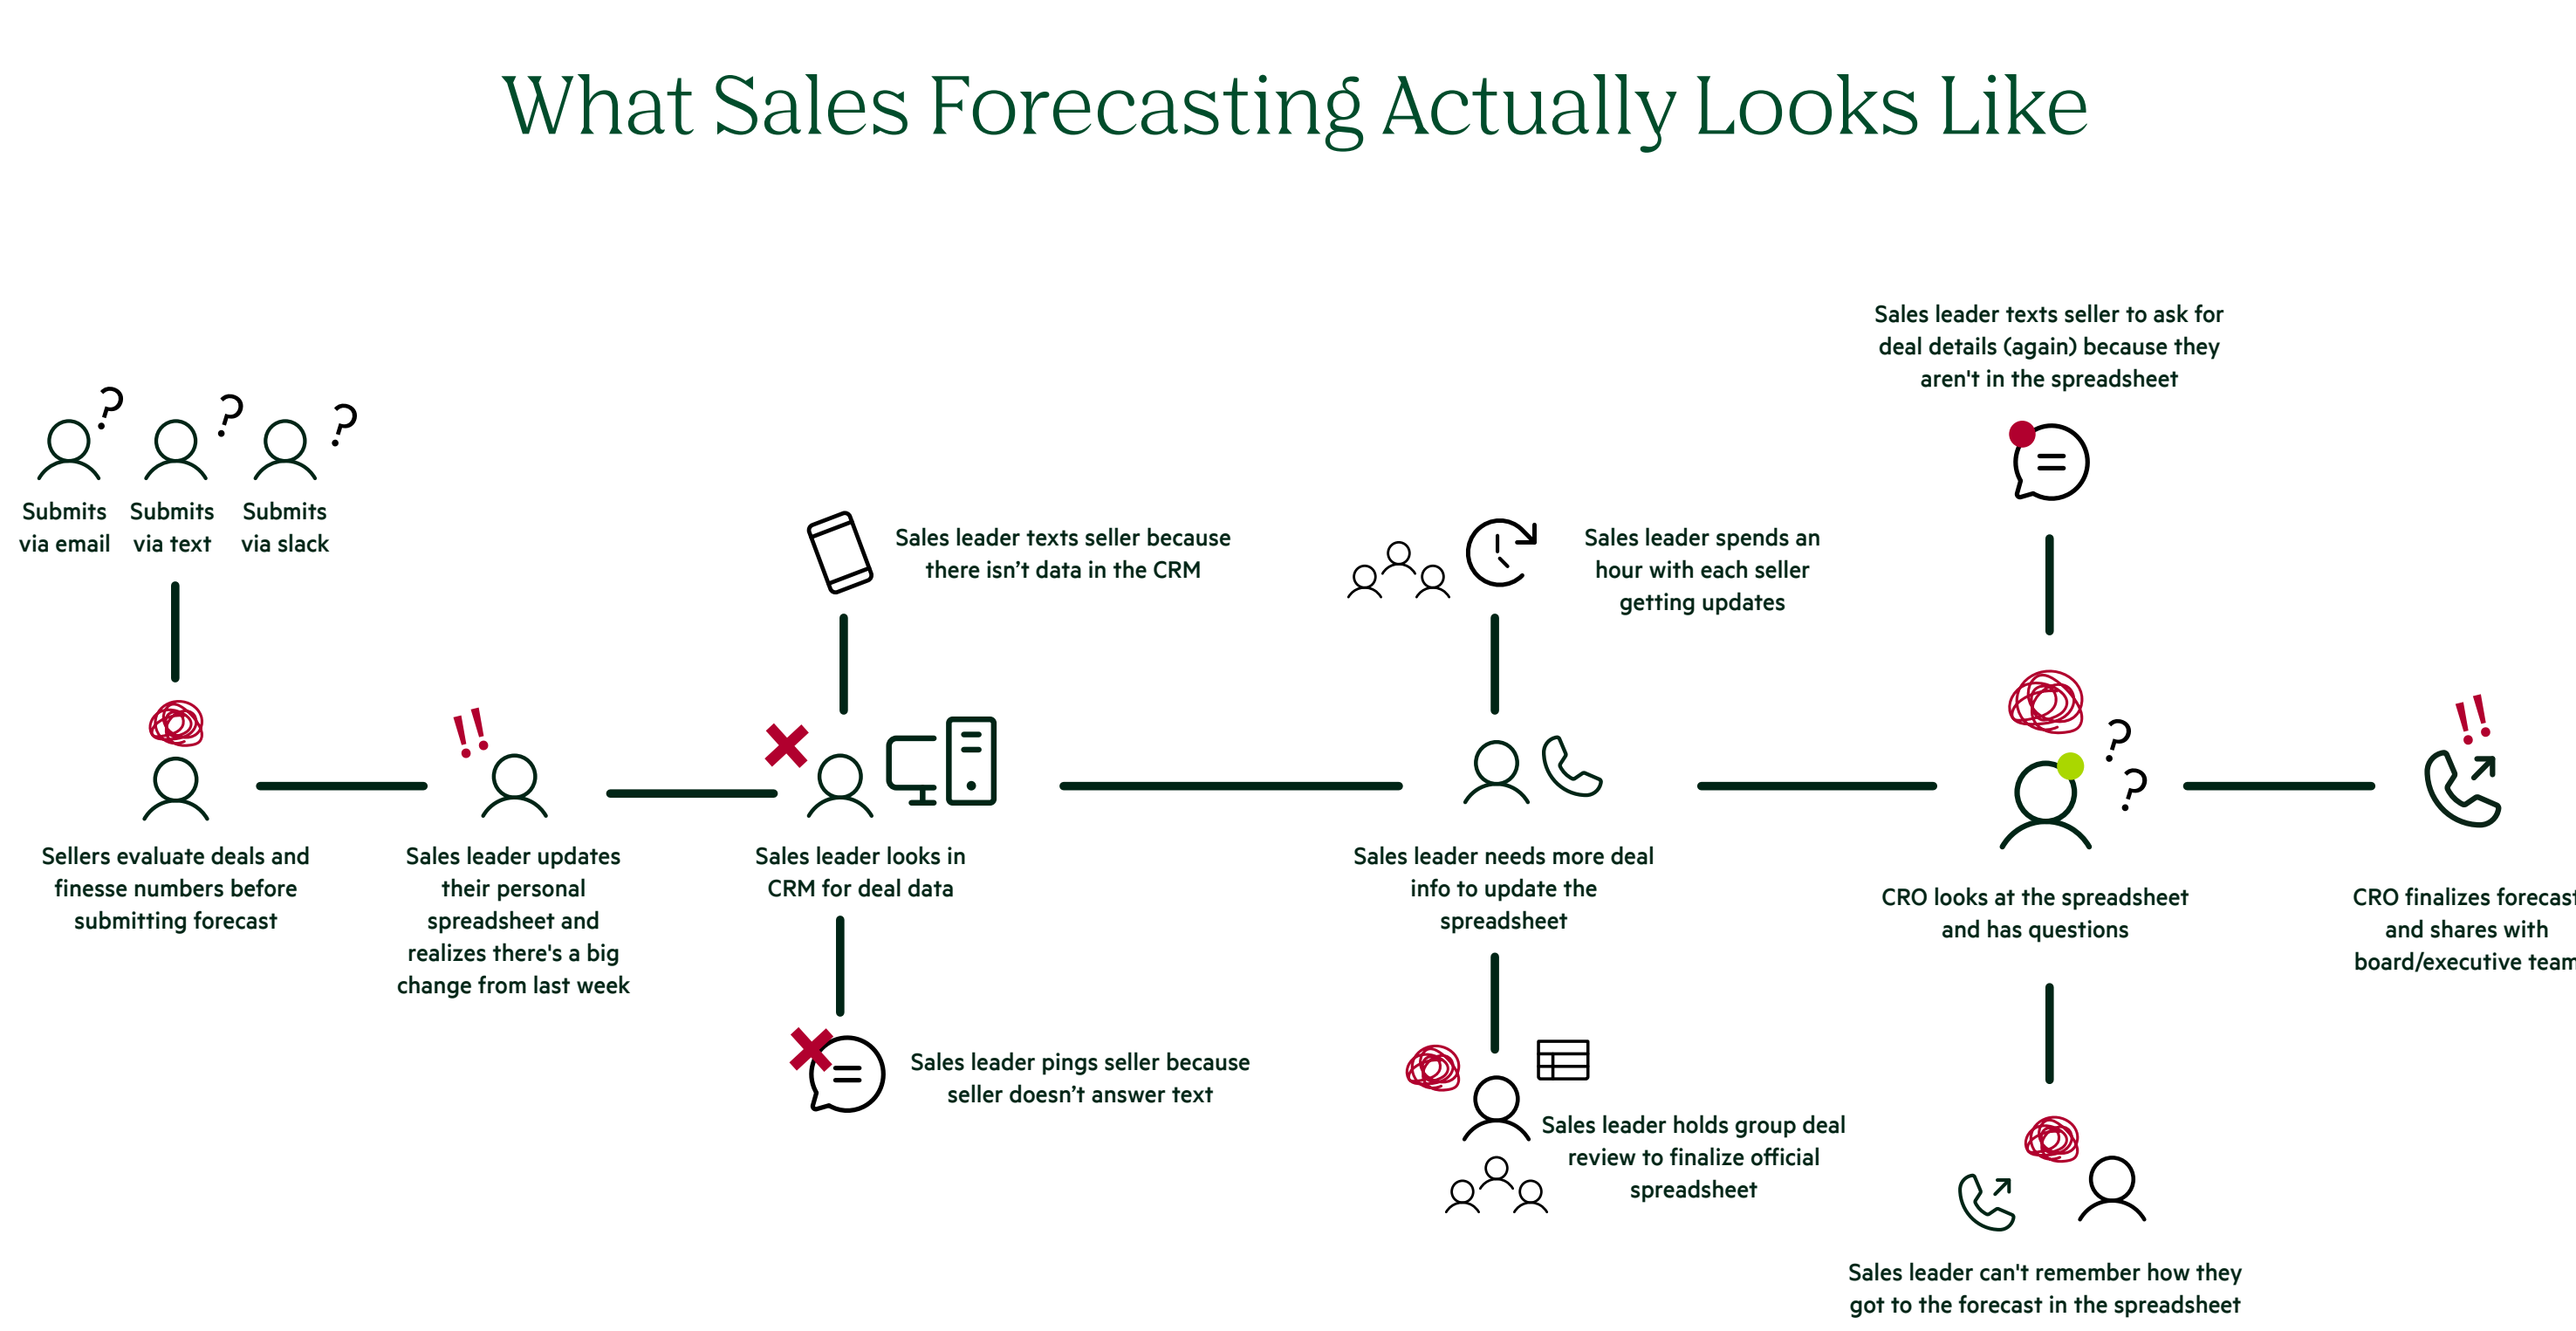 What Sales Forecasting Actually Looks Like
Submits
via email
Submits
via text
Submits
via slack
Sellers evaluate deals and
finesse numbers before
submitting forecast
Sales leader updates
their personal
spreadsheet and
realizes there's a big
change from last week
Sales leader texts seller because
there isn’t data in the CRM
Sales leader looks in
CRM for deal data
Sales leader pings seller because
seller doesn’t answer text
Sales leader spends an
hour with each seller
getting updates
Sales leader needs more deal
info to update the
spreadsheet
Sales leader holds group deal
review to finalize official
spreadsheet
Sales leader texts seller to ask for
deal details (again) because they
aren't in the spreadsheet
CRO looks at the spreadsheet
and has questions
Sales leader can't remember how they
got to the forecast in the spreadsheet
CRO finalizes forecast
and shares with
board/executive team